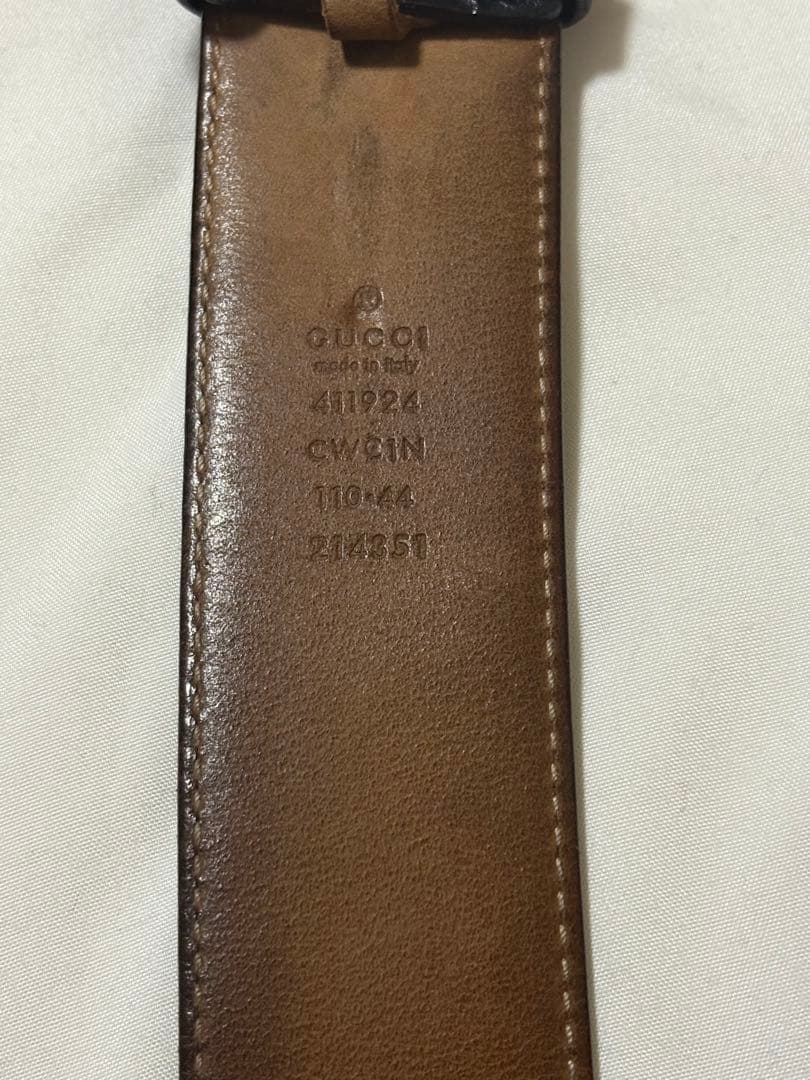 ®
GUCCI
made in italy
411924
CWC1N
110·44
214351